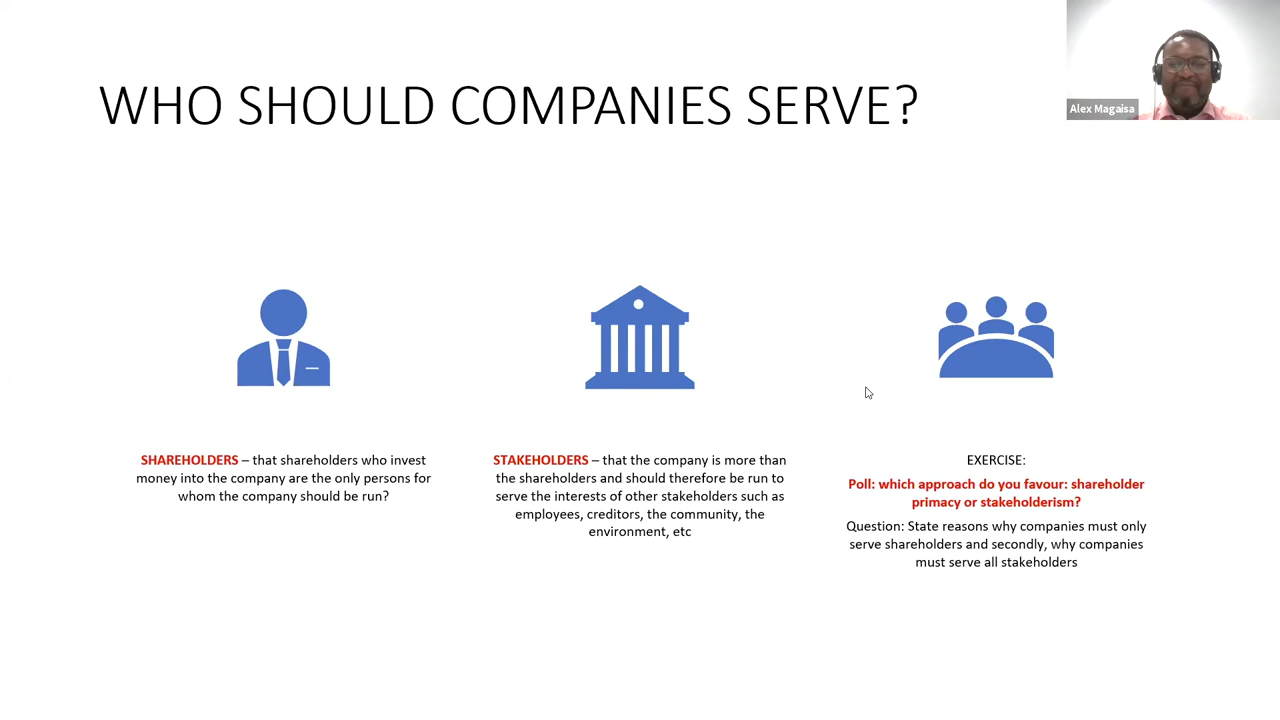 WHO SHOULD COMPANIES SERVE?
Alex Magaisa
SHAREHOLDERS – that shareholders who invest
money into the company are the only persons for
whom the company should be run?
STAKEHOLDERS – that the company is more than
the shareholders and should therefore be run to
serve the interests of other stakeholders such as
employees, creditors, the community, the
environment, etc
EXERCISE:
Poll: which approach do you favour: shareholder
primacy or stakeholderism?
Question: State reasons why companies must only
serve shareholders and secondly, why companies
must serve all stakeholders